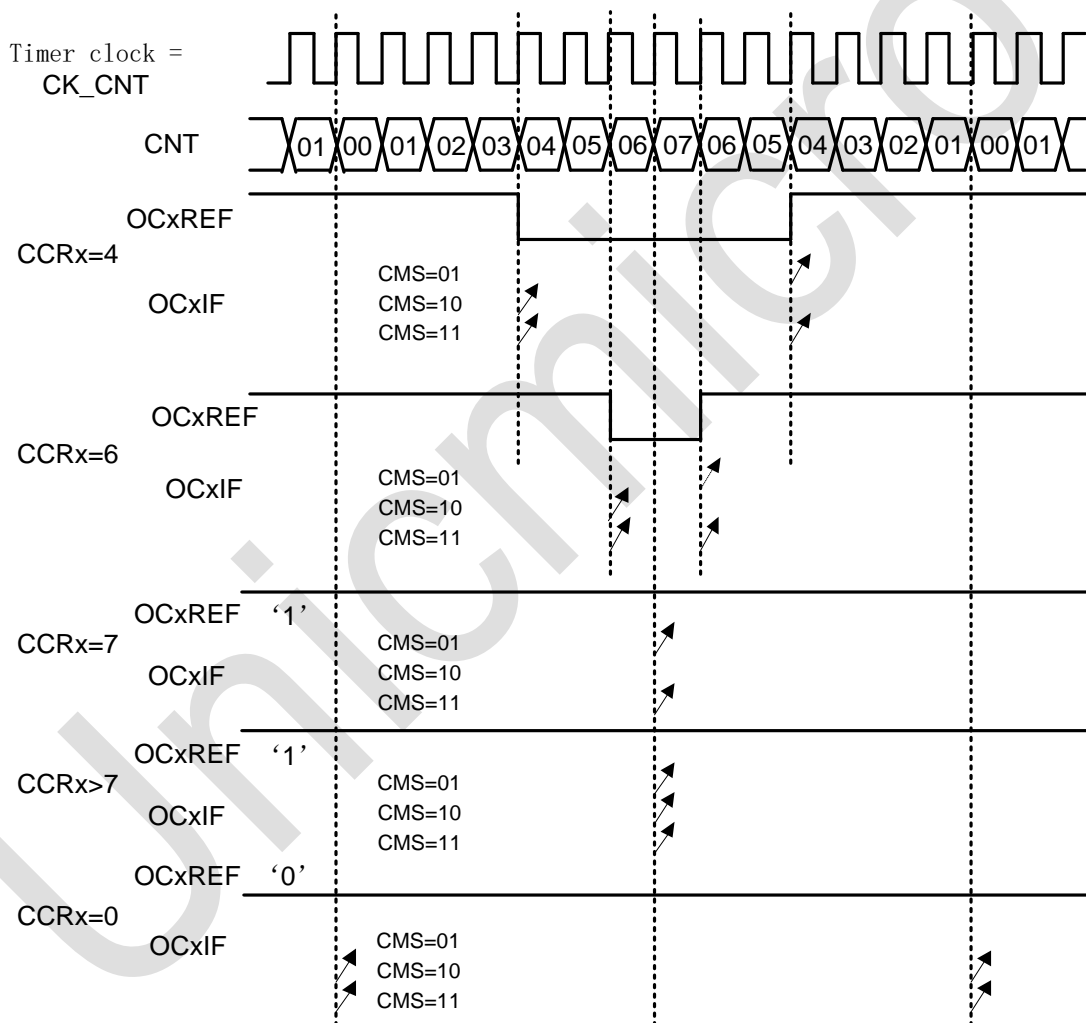 Timer clock =
CK_CNT
CNT 01 00 01 02 03 04 05 06 07 06 05 04 03 02 01 00 01
OCxREF
CCRx=4
CMS=01
OCxIF CMS=10
CMS=11
OCxREF
CCRx=6
CMS=01
OCxIF
CMS=10
CMS=11
OCxREF ‘1’
CCRx=7 CMS=01
OCxIF CMS=10
CMS=11
OCxREF ‘1’
CCRx>7 CMS=01
OCxIF CMS=10
CMS=11
OCxREF ‘0’
CCRx=0
OCxIF CMS=01
CMS=10
CMS=11
Unicmicro